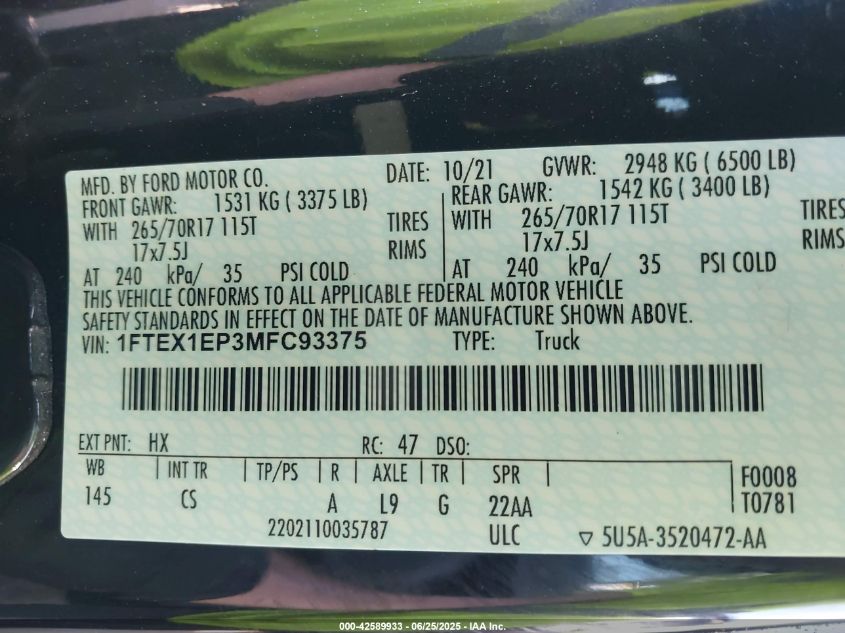 MFD. BY FORD MOTOR CO. DATE: 10/21 GVWR: 2948 KG ( 6500 LB)
FRONT GAWR: 1531 KG ( 3375 LB) REAR GAWR: 1542 KG ( 3400 LB)
WITH 265/70R17 115T TIRES WITH 265/70R17 115T TIRES
17x7.5J RIMS 17x7.5J RIMS
AT 240 kPa/ 35 PSI COLD AT 240 kPa/ 35 PSI COLD
THIS VEHICLE CONFORMS TO ALL APPLICABLE FEDERAL MOTOR VEHICLE
SAFETY STANDARDS IN EFFECT ON THE DATE OF MANUFACTURE SHOWN ABOVE.
VIN: 1FTEX1EP3MFC93375 TYPE: Truck
EXT PNT: HX RC: 47 DSO:
WB INT TR TP/PS R AXLE TR SPR F0008
145 CS A L9 G 22AA T0781
2202110035787 ULC ▽ 5U5A-3520472-AA
000-42589933 - 06/25/2025 - IAA Inc.